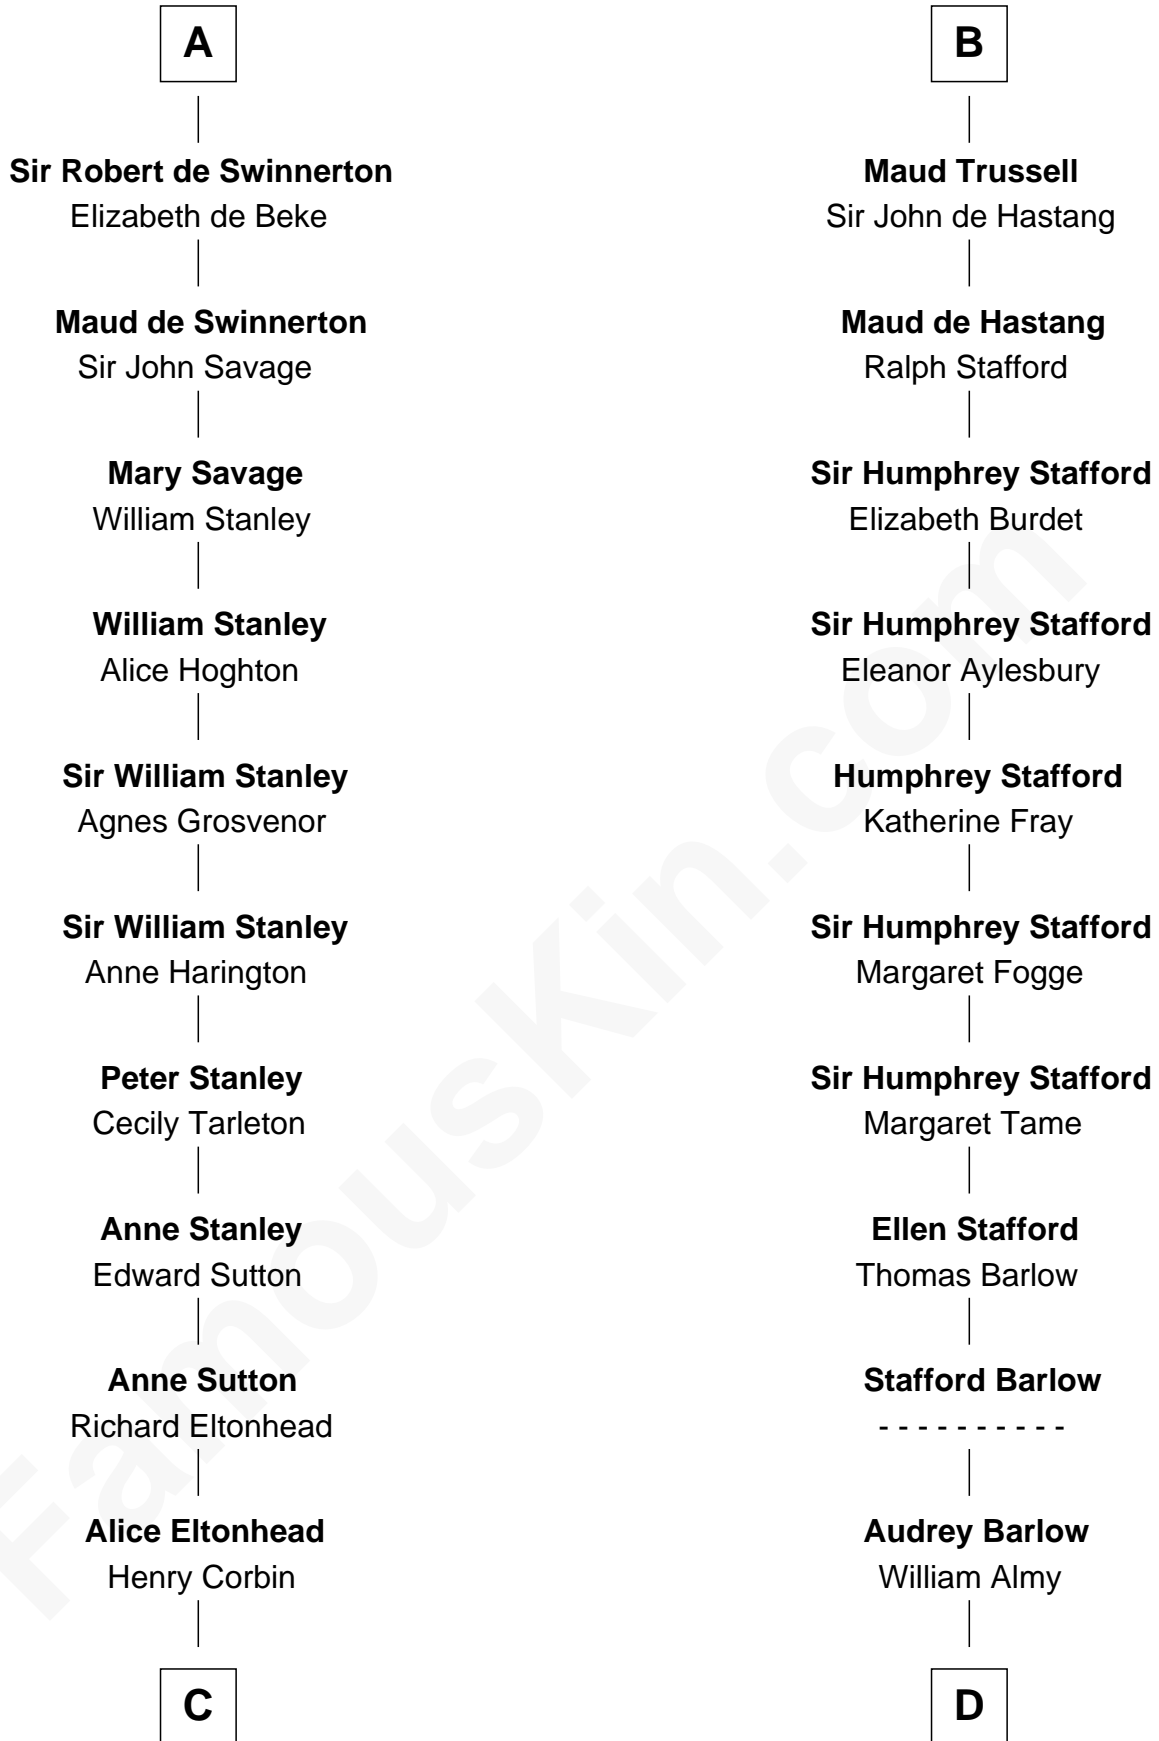 A
Sir Robert de Swinnerton
Elizabeth de Beke
Maud de Swinnerton
Sir John Savage
Mary Savage
William Stanley
William Stanley
Alice Hoghton
Sir William Stanley
Agnes Grosvenor
Sir William Stanley
Anne Harington
Peter Stanley
Cecily Tarleton
Anne Stanley
Edward Sutton
Anne Sutton
Richard Eltonhead
Alice Eltonhead
Henry Corbin
C
B
Maud Trussell
Sir John de Hastang
Maud de Hastang
Ralph Stafford
Sir Humphrey Stafford
Elizabeth Burdet
Sir Humphrey Stafford
Eleanor Aylesbury
Humphrey Stafford
Katherine Fray
Sir Humphrey Stafford
Margaret Fogge
Sir Humphrey Stafford
Margaret Tame
Ellen Stafford
Thomas Barlow
Stafford Barlow
- - - - - - - - - -
Audrey Barlow
William Almy
D
FamousKin.com